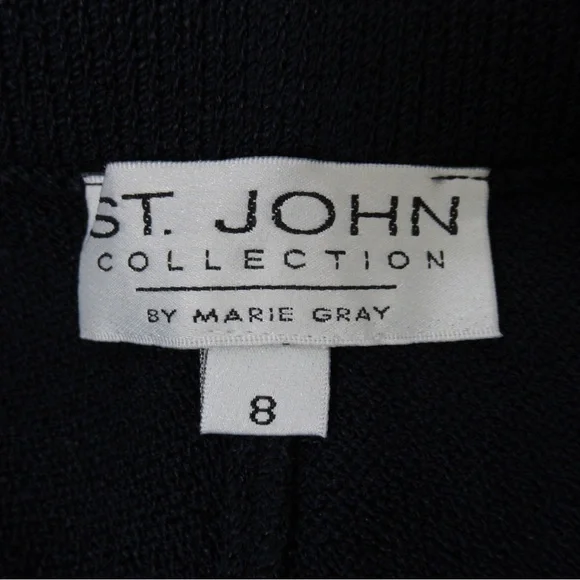 ST. JOHN
COLLECTION
BY MARIE GRAY
8